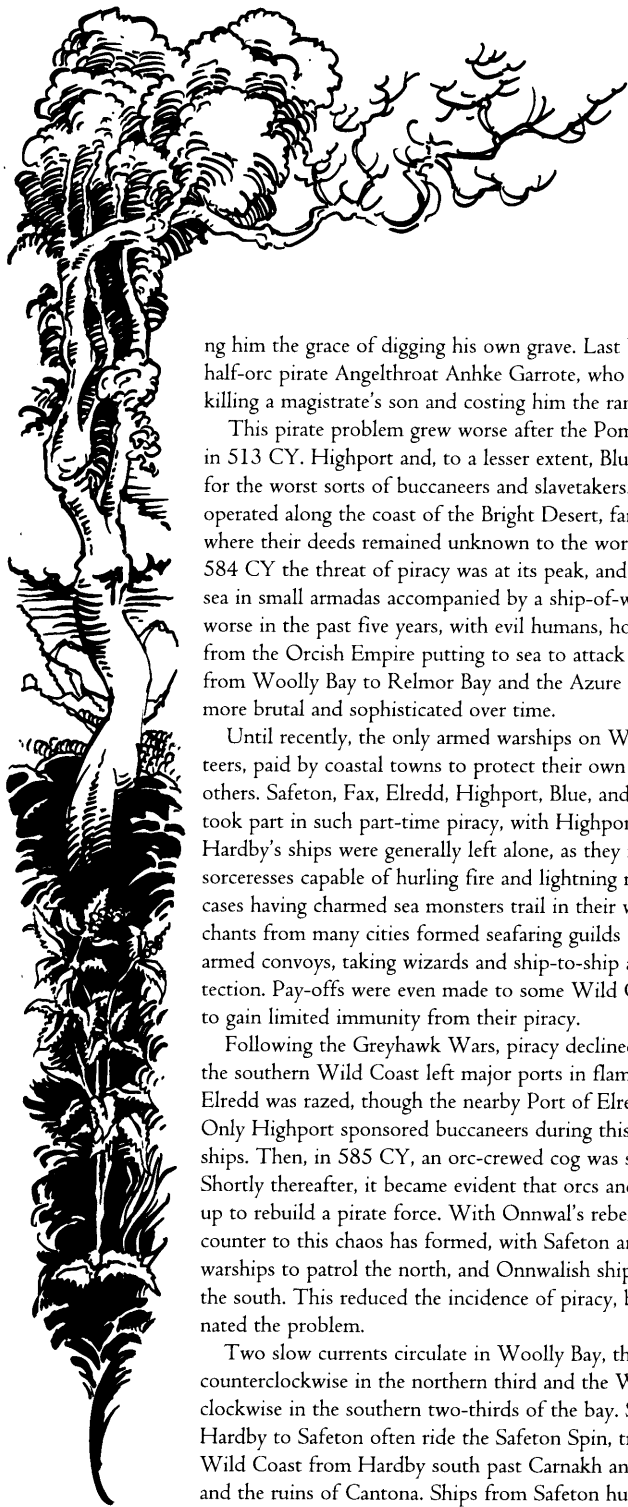 ng him the grace of digging his own grave. Last
half-orc pirate Angelthroat Anhke Garrote, who
killing a magistrate's son and costing him the ran
This pirate problem grew worse after the Pom
in 513 CY. Highport and, to a lesser extent, Blu
for the worst sorts of buccaneers and slavetakers.
operated along the coast of the Bright Desert, far
where their deeds remained unknown to the wor
584 CY the threat of piracy was at its peak, and
sea in small armadas accompanied by a ship-of-w
worse in the past five years, with evil humans, ho
from the Orcish Empire putting to sea to attack
from Woolly Bay to Relmor Bay and the Azure
more brutal and sophisticated over time.
Until recently, the only armed warships on W
teers, paid by coastal towns to protect their own
others. Safeton, Fax, Elredd, Highport, Blue, and
took part in such part-time piracy, with Highpor
Hardby's ships were generally left alone, as they
sorceresses capable of hurling fire and lightning
cases having charmed sea monsters trail in their w
chants from many cities formed seafaring guilds
armed convoys, taking wizards and ship-to-ship a
tection. Pay-offs were even made to some Wild C
to gain limited immunity from their piracy.
Following the Greyhawk Wars, piracy decline
the southern Wild Coast left major ports in flam
Elredd was razed, though the nearby Port of Elre
Only Highport sponsored buccaneers during this
ships. Then, in 585 CY, an orc-crewed cog was s
Shortly thereafter, it became evident that orcs an
up to rebuild a pirate force. With Onnwal's rebe
counter to this chaos has formed, with Safeton a
warships to patrol the north, and Onnwalish ship
the south. This reduced the incidence of piracy, b
nated the problem.
Two slow currents circulate in Woolly Bay, th
counterclockwise in the northern third and the W
clockwise in the southern two-thirds of the bay. S
Hardby to Safeton often ride the Safeton Spin, tr
Wild Coast from Hardby south past Carnakh an
and the ruins of Cantona. Ships from Safeton hu